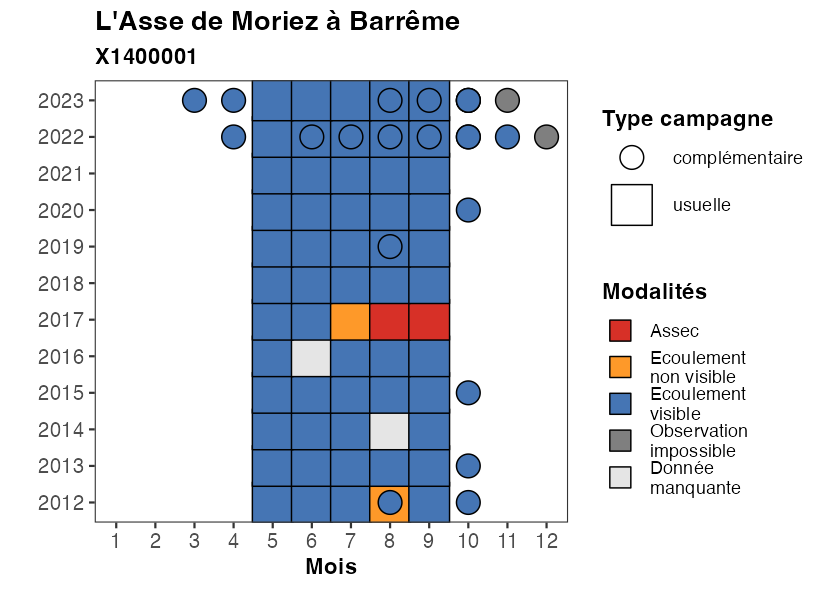 L'Asse de Moriez à Barrême
X1400001
2023
2022
2021
2020
2019
2018
2017
2016
2015
2014
2013
2012
1 2 3 4 5 6 7 8 9 10 11 12
Mois
Type campagne
complémentaire
usuelle
Modalités
Assec
Ecoulement
non visible
Ecoulement
visible
Observation
impossible
Donnée
manquante